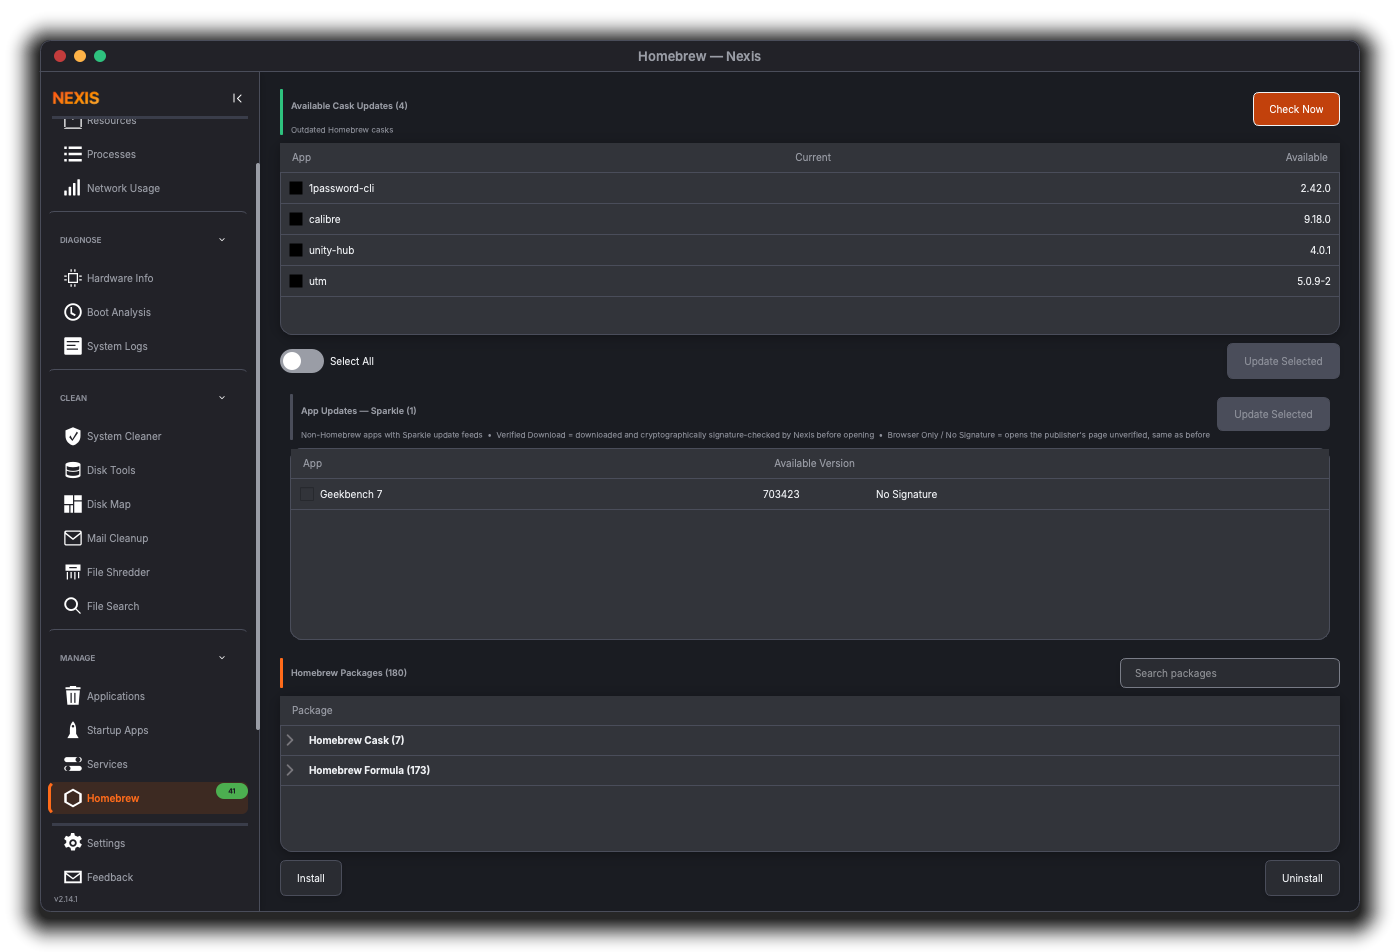 Homebrew — Nexis
NEXIS
Resources
Processes
Network Usage
DIAGNOSE
Hardware Info
Boot Analysis
System Logs
CLEAN
System Cleaner
Disk Tools
Disk Map
Mail Cleanup
File Shredder
File Search
MANAGE
Applications
Startup Apps
Services
Homebrew 41
Settings
Feedback
v2.14.1
Available Cask Updates (4)
Outdated Homebrew casks
Check Now
App Current Available
1password-cli 2.42.0
calibre 9.18.0
unity-hub 4.0.1
utm 5.0.9-2
Select All
Update Selected
App Updates — Sparkle (1)
Update Selected
Non-Homebrew apps with Sparkle update feeds • Verified Download = downloaded and cryptographically signature-checked by Nexis before opening • Browser Only / No Signature = opens the publisher's page unverified, same as before
App Available Version
Geekbench 7 703423 No Signature
Homebrew Packages (180)
Search packages
Package
Homebrew Cask (7)
Homebrew Formula (173)
Install
Uninstall